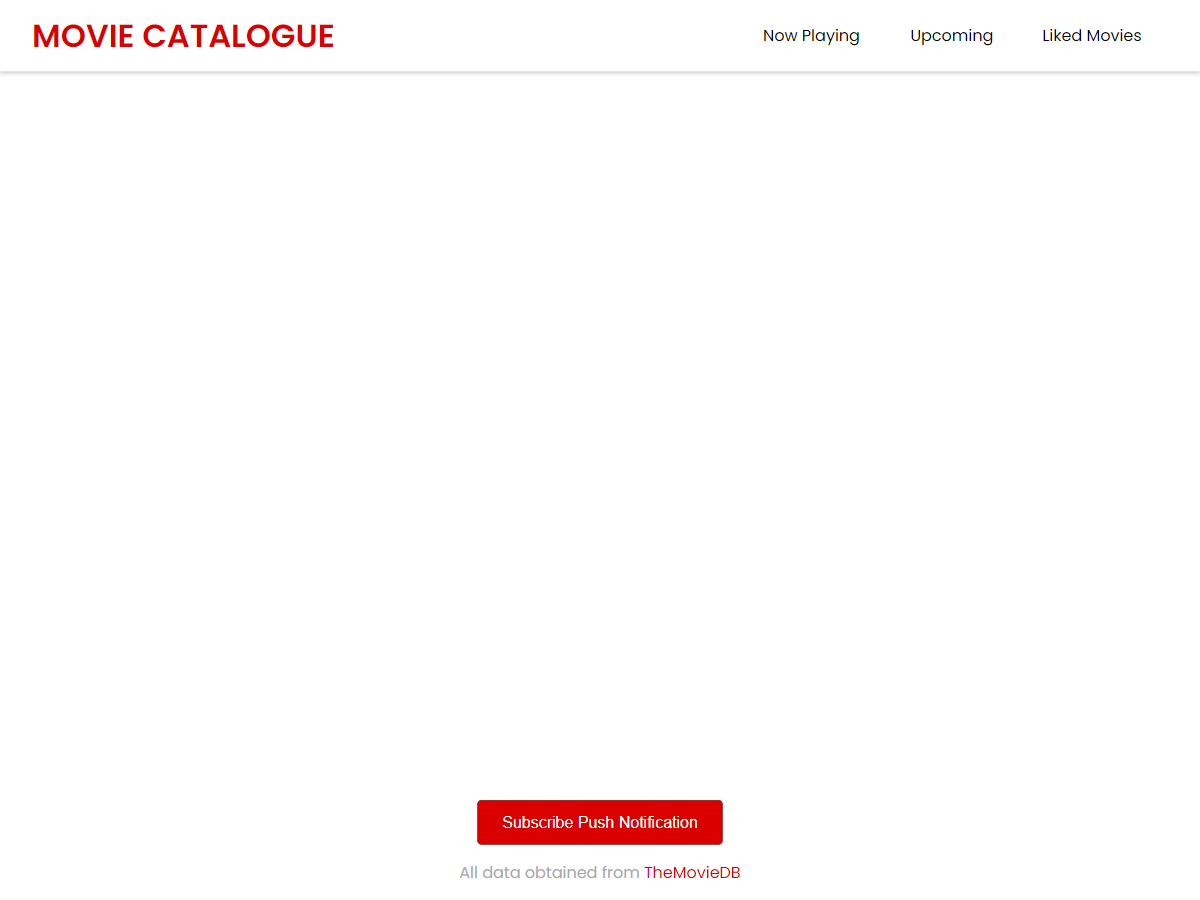 MOVIE CATALOGUE
Now Playing
Upcoming
Liked Movies
Subscribe Push Notification
All data obtained from TheMovieDB